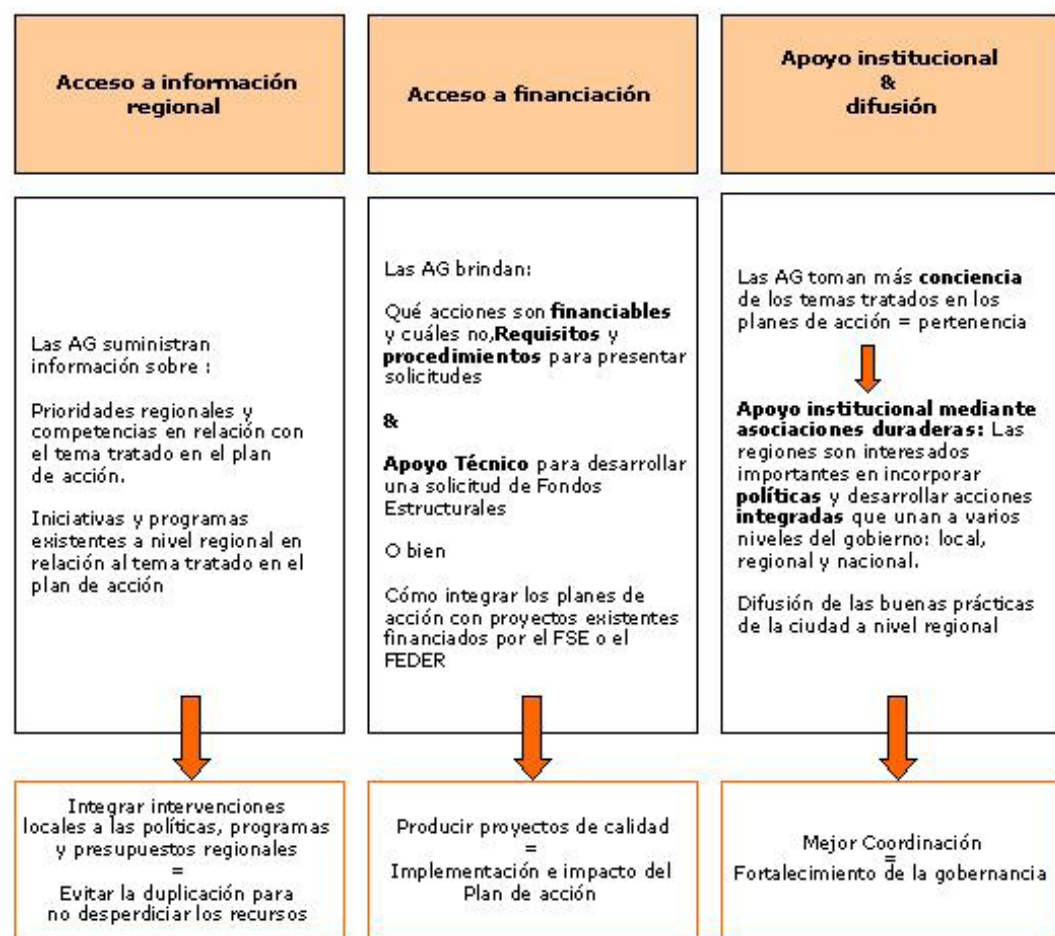 Acceso a información
regional
Las AG suministran
información sobre :
Prioridades regionales y
competencias en relación con
el tema tratado en el plan
de acción.
Iniciativas y programas
existentes a nivel regional en
relación al tema tratado en el
plan de acción
Integrar intervenciones
locales a las políticas, programas
y presupuestos regionales
=
Evitar la duplicación para
no desperdiciar los recursos
Acceso a financiación
Las AG brindan:
Qué acciones son financiables
y cuáles no,Requisitos y
procedimientos para presentar
solicitudes
&
Apoyo Técnico para desarrollar
una solicitud de Fondos
Estructurales
O bien
Cómo integrar los planes de
acción con proyectos existentes
financiados por el FSE o el
FEDER
Producir proyectos de calidad
=
Implementación e impacto del
Plan de acción
Apoyo institucional
&
difusión
Las AG toman más conciencia
de los temas tratados en los
planes de acción = pertenencia
Apoyo institucional mediante
asociaciones duraderas: Las
regiones son interesados
importantes en incorporar
políticas y desarrollar acciones
integradas que unan a varios
niveles del gobierno: local,
regional y nacional.
Difusión de las buenas prácticas
de la ciudad a nivel regional
Mejor Coordinación
=
Fortalecimiento de la gobernancia